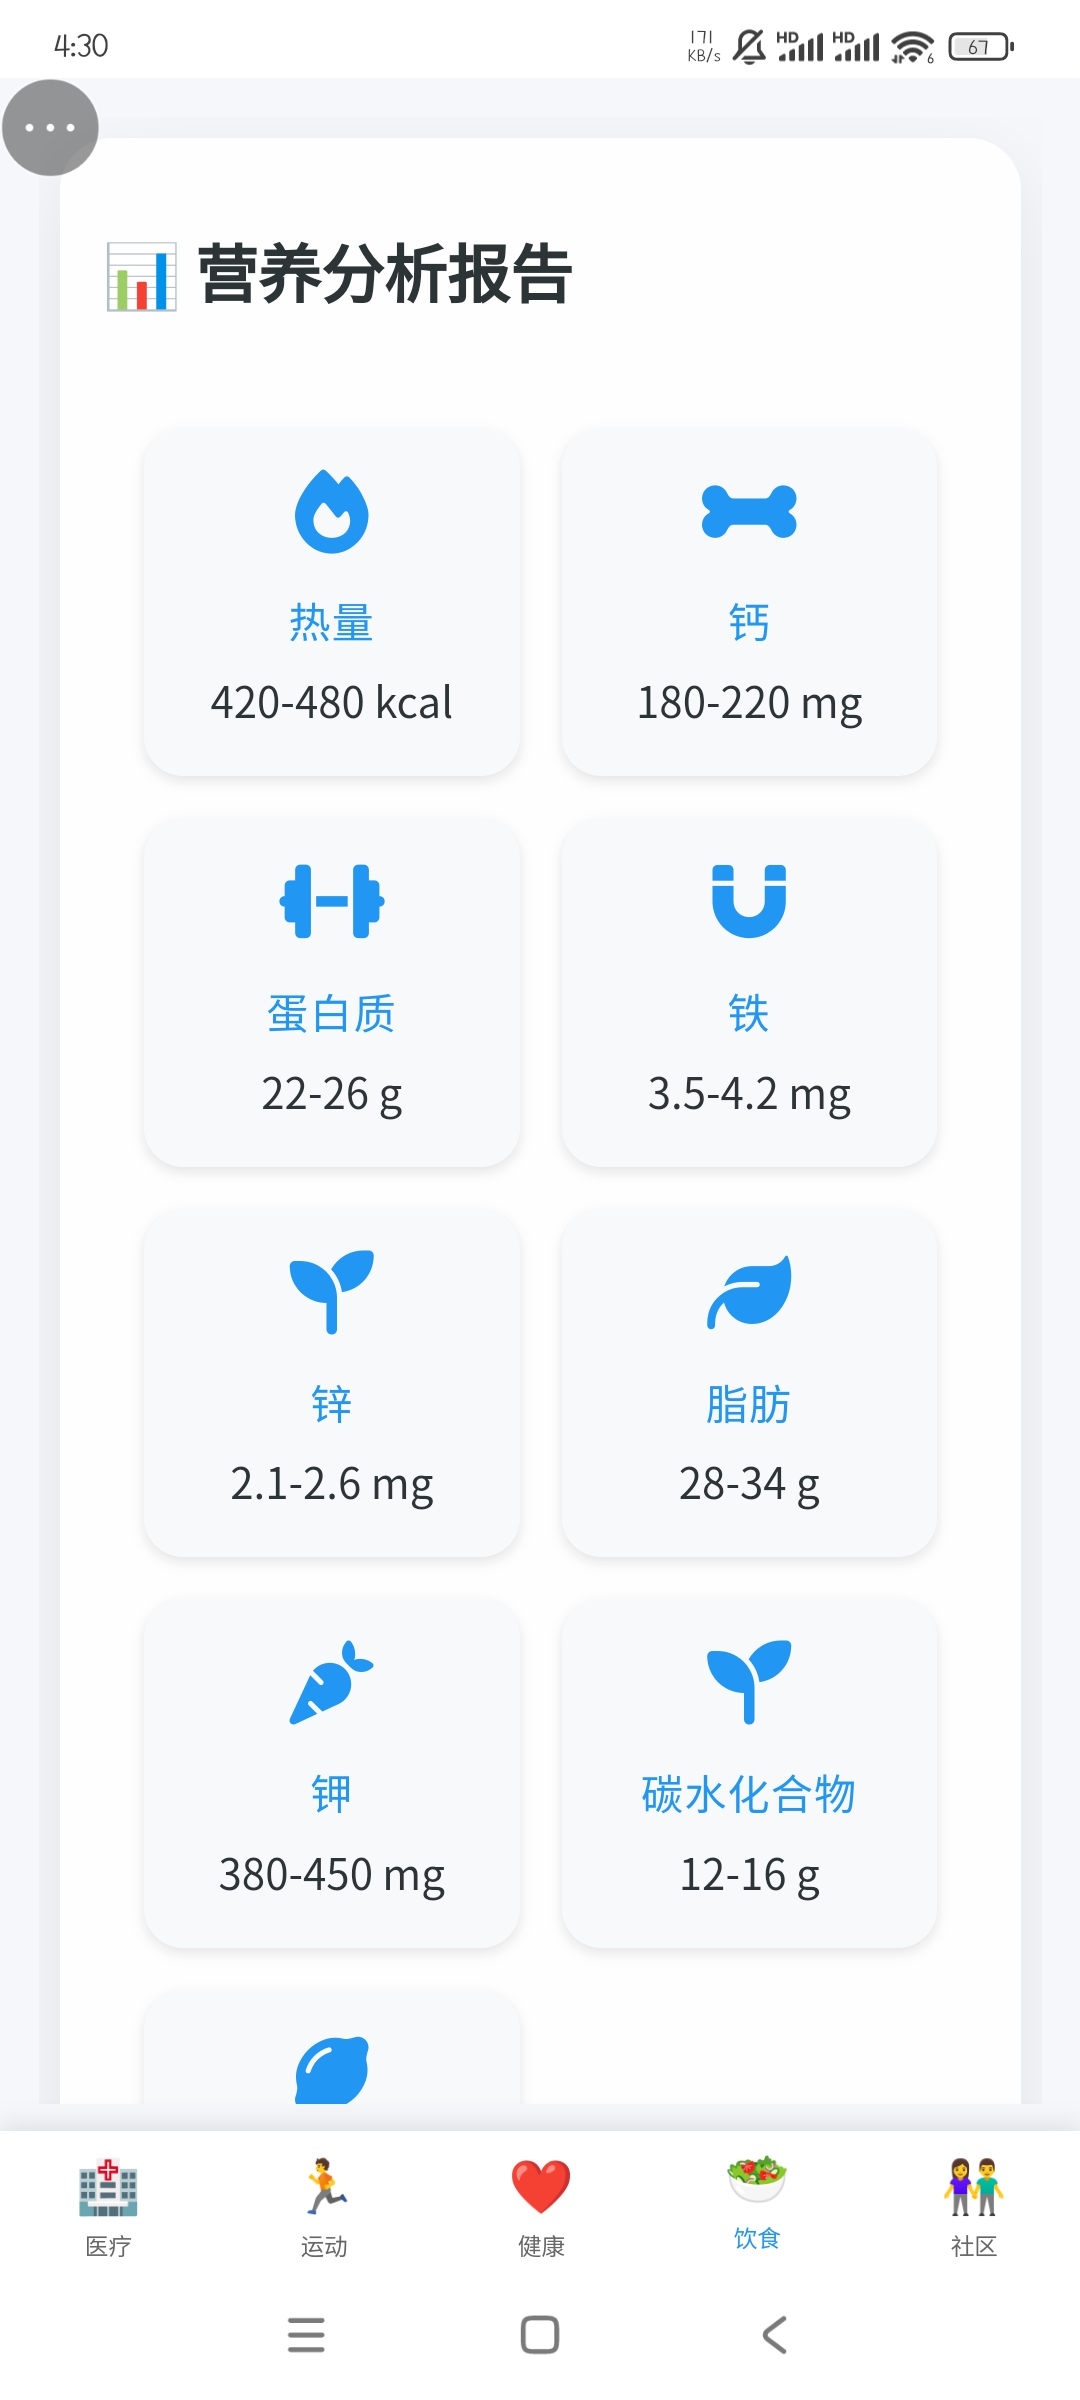 4:30
171
KB/s
HD
HD
6
67
营养分析报告
热量
420-480 kcal
钙
180-220 mg
蛋白质
22-26 g
铁
3.5-4.2 mg
锌
2.1-2.6 mg
脂肪
28-34 g
钾
380-450 mg
碳水化合物
12-16 g
医疗
运动
健康
饮食
社区